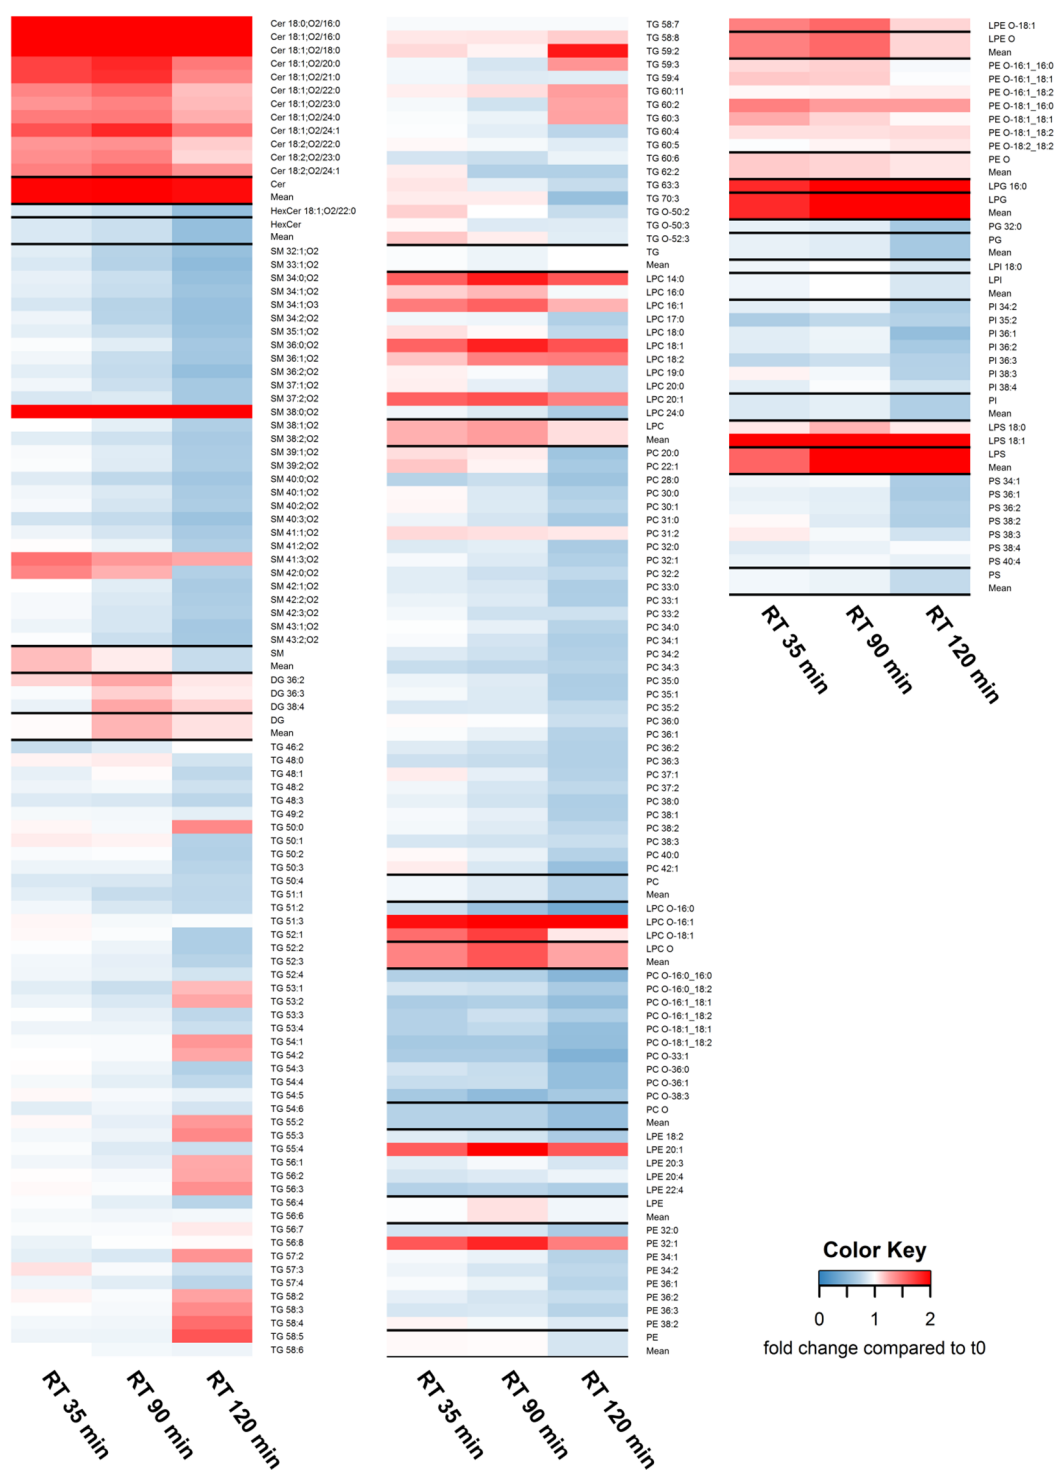 Cer 18:0;O2/16:0
Cer 18:1;O2/16:0
Cer 18:1;O2/18:0
Cer 18:1;O2/20:0
Cer 18:1;O2/21:0
Cer 18:1;O2/22:0
Cer 18:1;O2/23:0
Cer 18:1;O2/24:0
Cer 18:1;O2/24:1
Cer 18:2;O2/22:0
Cer 18:2;O2/23:0
Cer 18:2;O2/24:1
Cer
Mean
HexCer 18:1;O2/22:0
HexCer
Mean
SM 32:1;O2
SM 33:1;O2
SM 34:0;O2
SM 34:1;O2
SM 34:1;O3
SM 34:2;O2
SM 35:1;O2
SM 36:0;O2
SM 36:1;O2
SM 36:2;O2
SM 37:1;O2
SM 37:2;O2
SM 38:0;O2
SM 38:1;O2
SM 38:2;O2
SM 39:1;O2
SM 39:2;O2
SM 40:0;O2
SM 40:1;O2
SM 40:2;O2
SM 40:3;O2
SM 41:1;O2
SM 41:2;O2
SM 41:3;O2
SM 42:0;O2
SM 42:1;O2
SM 42:2;O2
SM 42:3;O2
SM 43:1;O2
SM 43:2;O2
SM
Mean
DG 36:2
DG 36:3
DG 38:4
DG
Mean
TG 46:2
TG 48:0
TG 48:1
TG 48:2
TG 48:3
TG 49:2
TG 50:0
TG 50:1
TG 50:2
TG 50:3
TG 50:4
TG 51:1
TG 51:2
TG 51:3
TG 52:1
TG 52:2
TG 52:3
TG 52:4
TG 53:1
TG 53:2
TG 53:3
TG 53:4
TG 54:1
TG 54:2
TG 54:3
TG 54:4
TG 54:5
TG 54:6
TG 55:2
TG 55:3
TG 55:4
TG 56:1
TG 56:2
TG 56:3
TG 56:4
TG 56:6
TG 56:7
TG 56:8
TG 57:2
TG 57:3
TG 57:4
TG 58:2
TG 58:3
TG 58:4
TG 58:5
TG 58:6
RT 35 min
RT 90 min
RT 120 min
TG 58:7
TG 58:8
TG 59:2
TG 59:3
TG 59:4
TG 60:11
TG 60:2
TG 60:3
TG 60:4
TG 60:5
TG 60:6
TG 62:2
TG 63:3
TG 70:3
TG O-50:2
TG O-50:3
TG O-52:3
TG
Mean
LPC 14:0
LPC 16:0
LPC 16:1
LPC 17:0
LPC 18:0
LPC 18:1
LPC 18:2
LPC 19:0
LPC 20:0
LPC 20:1
LPC 24:0
LPC
Mean
PC 20:0
PC 22:1
PC 28:0
PC 30:0
PC 30:1
PC 31:0
PC 31:2
PC 32:0
PC 32:1
PC 32:2
PC 33:0
PC 33:1
PC 33:2
PC 34:0
PC 34:1
PC 34:2
PC 34:3
PC 35:0
PC 35:1
PC 35:2
PC 36:0
PC 36:1
PC 36:2
PC 36:3
PC 37:1
PC 37:2
PC 38:0
PC 38:1
PC 38:2
PC 38:3
PC 40:0
PC 42:1
PC
Mean
LPC O-16:0
LPC O-16:1
LPC O-18:1
LPC O
Mean
PC O-16:0_16:0
PC O-16:0_18:2
PC O-16:1_18:1
PC O-16:1_18:2
PC O-18:1_18:1
PC O-18:1_18:2
PC O-33:1
PC O-36:0
PC O-36:1
PC O-38:3
PC O
Mean
LPE 18:2
LPE 20:1
LPE 20:3
LPE 20:4
LPE 22:4
LPE
Mean
PE 32:0
PE 32:1
PE 34:1
PE 34:2
PE 36:1
PE 36:2
PE 36:3
PE 38:2
PE
Mean
RT 35 min
RT 90 min
RT 120 min
LPE O-18:1
LPE O
Mean
PE O-16:1_16:0
PE O-16:1_18:1
PE O-16:1_18:2
PE O-18:1_16:0
PE O-18:1_18:1
PE O-18:1_18:2
PE O-18:2_18:2
PE O
Mean
LPG 16:0
LPG
Mean
PG 32:0
PG
Mean
LPI 18:0
LPI
Mean
PI 34:2
PI 35:2
PI 36:1
PI 36:2
PI 36:3
PI 38:3
PI 38:4
PI
Mean
LPS 18:0
LPS 18:1
LPS
Mean
PS 34:1
PS 36:1
PS 36:2
PS 38:2
PS 38:3
PS 38:4
PS 40:4
PS
Mean
RT 35 min
RT 90 min
RT 120 min
Color Key
0 1 2
fold change compared to t0